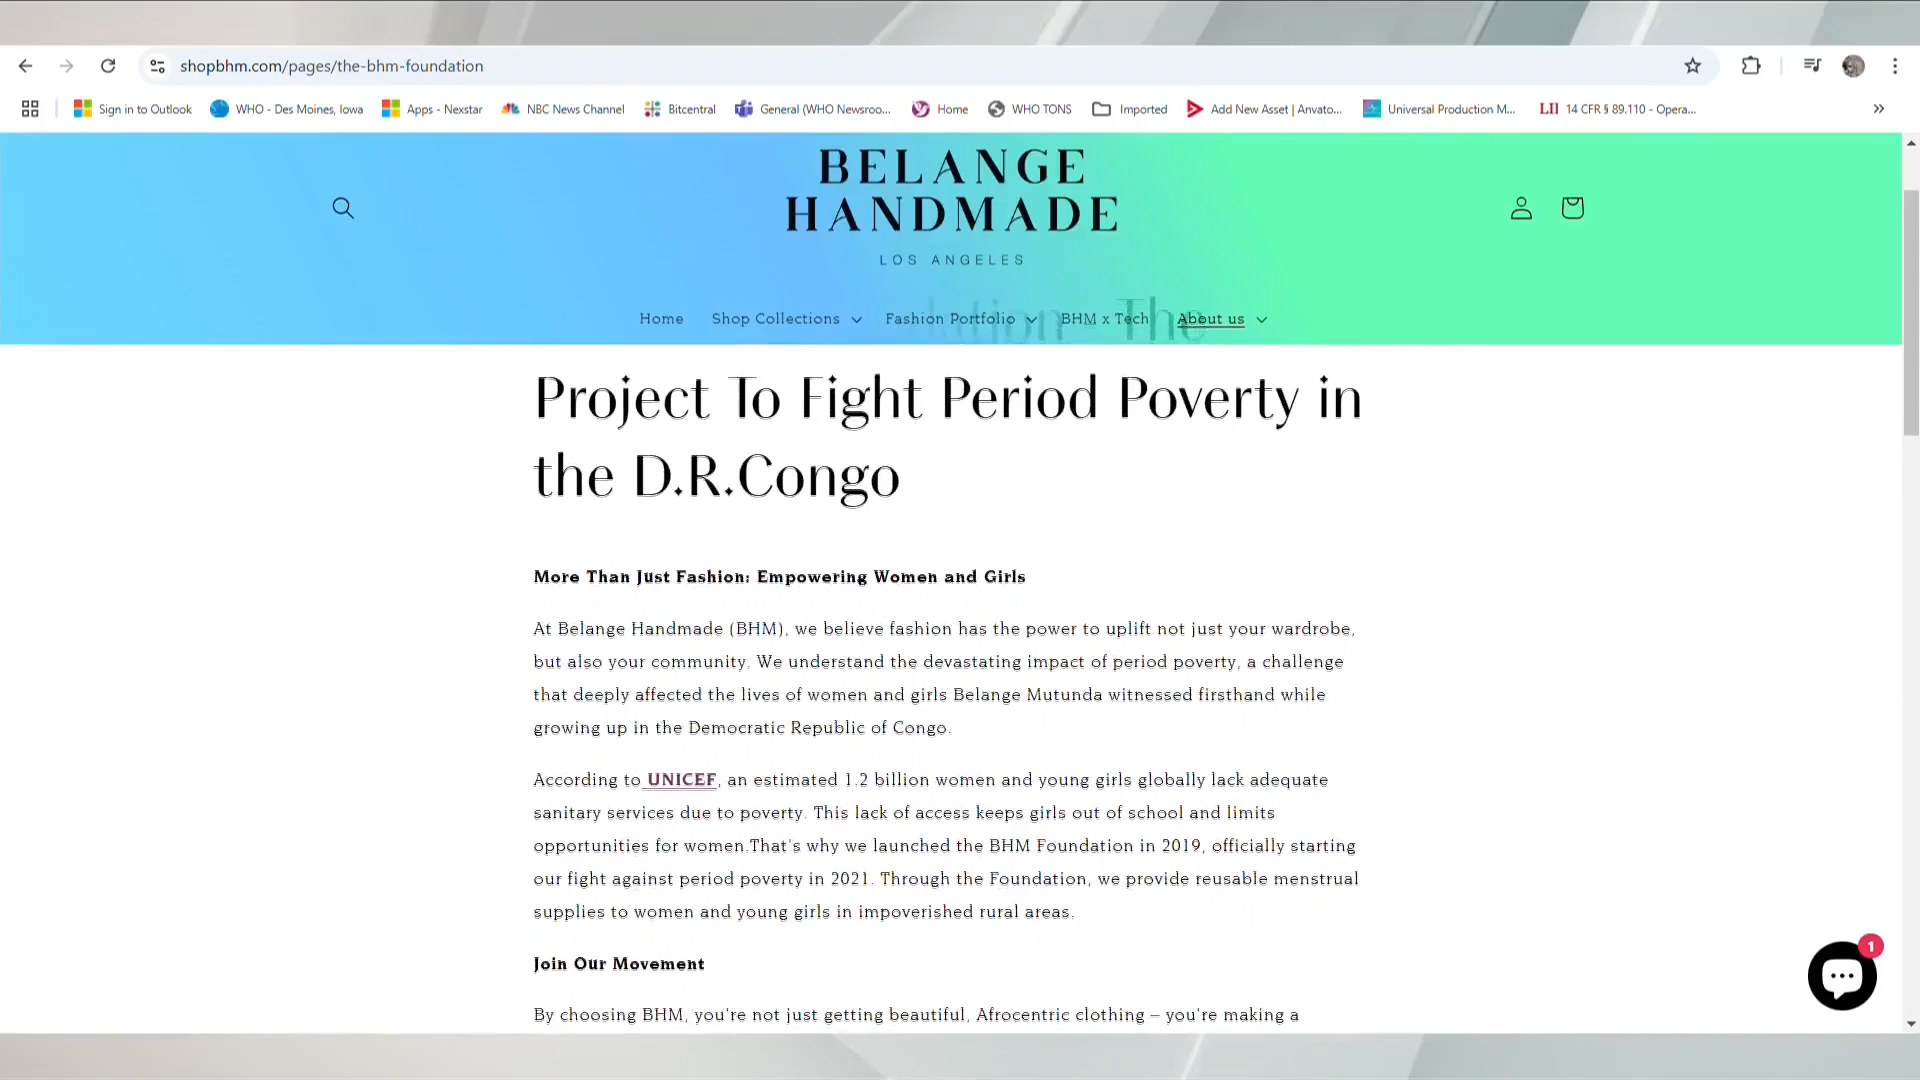 shopbhm.com/pages/the-bhm-foundation
Sign in to Outlook WHO - Des Moines, Iowa Apps - Nexstar NBC News Channel Bitcentral General (WHO Newsroo... Home WHO TONS Imported Add New Asset | Anvato... Universal Production M... LII 14 CFR § 89.110 - Opera...
BELANGE
HANDMADE
LOS ANGELES
Home Shop Collections Fashion Portfolio BHM x Tech About us
The
Project To Fight Period Poverty in
the D.R.Congo
More Than Just Fashion: Empowering Women and Girls
At Belange Handmade (BHM), we believe fashion has the power to uplift not just your wardrobe,
but also your community. We understand the devastating impact of period poverty, a challenge
that deeply affected the lives of women and girls Belange Mutunda witnessed firsthand while
growing up in the Democratic Republic of Congo.
According to UNICEF, an estimated 1.2 billion women and young girls globally lack adequate
sanitary services due to poverty. This lack of access keeps girls out of school and limits
opportunities for women.That's why we launched the BHM Foundation in 2019, officially starting
our fight against period poverty in 2021. Through the Foundation, we provide reusable menstrual
supplies to women and young girls in impoverished rural areas.
Join Our Movement
By choosing BHM, you're not just getting beautiful, Afrocentric clothing – you're making a
1